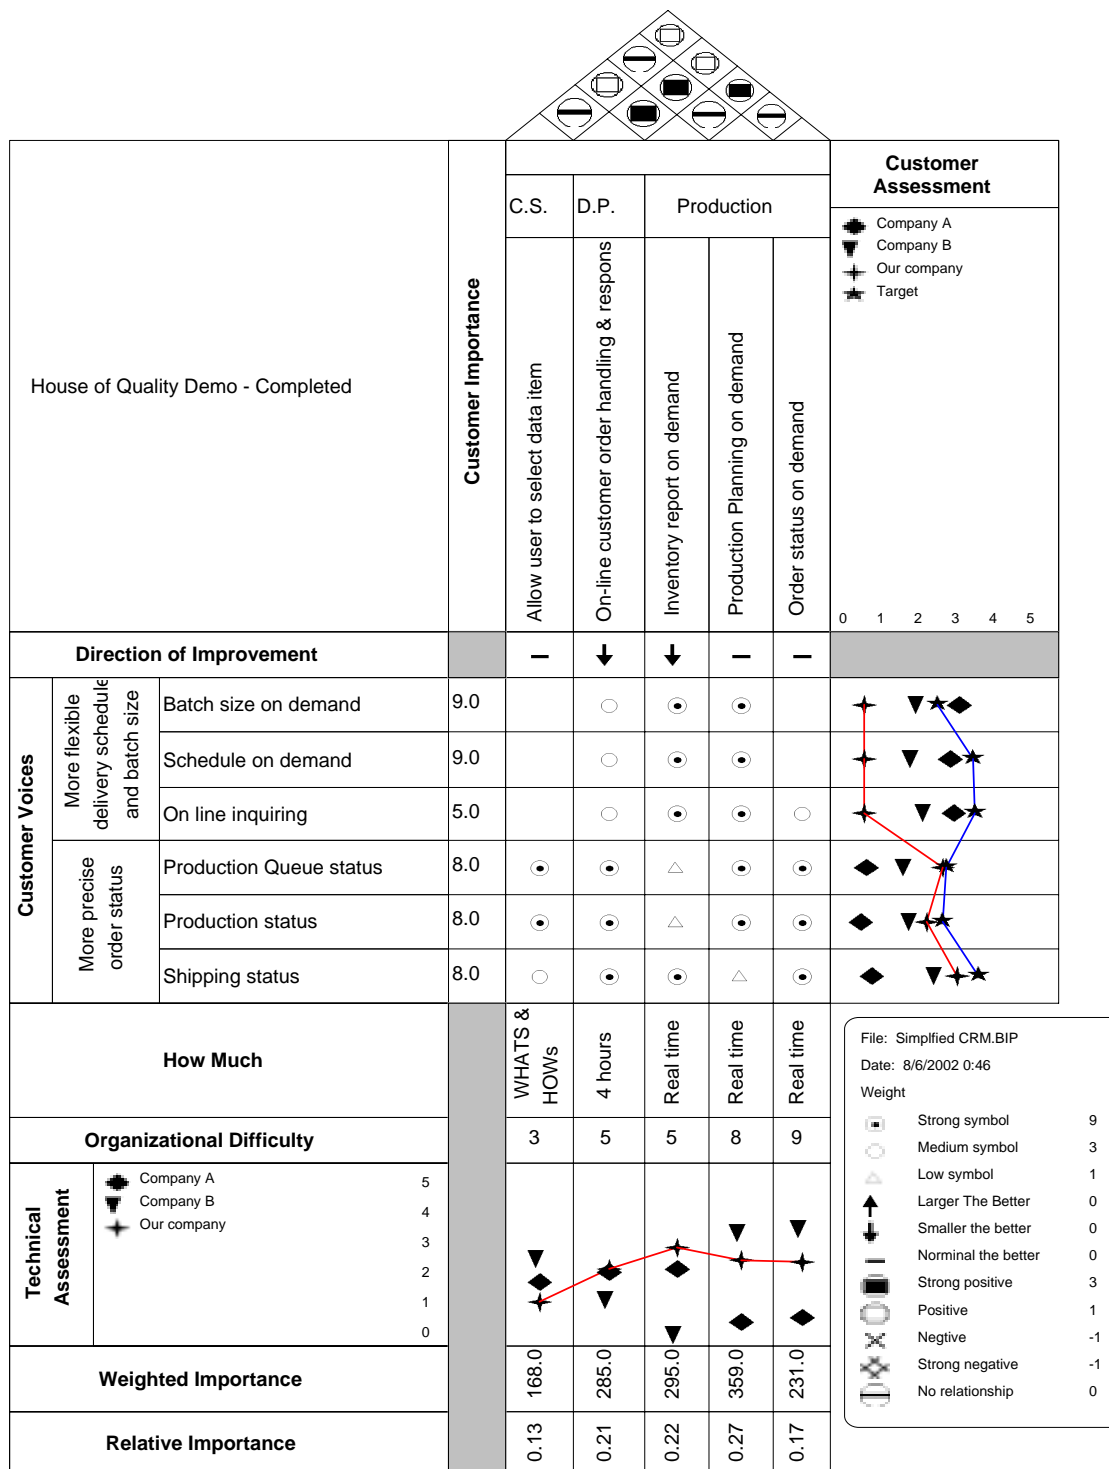 Customer
Assessment
C.S.
D.P.
Production
Company A
Company B
Our company
Target
House of Quality Demo - Completed
Customer Importance
Allow user to select data item
On-line customer order handling & respons
Inventory report on demand
Production Planning on demand
Order status on demand
0 1 2 3 4 5
Direction of Improvement
Customer Voices
More flexible
delivery schedule
and batch size
Batch size on demand 9.0
Schedule on demand 9.0
On line inquiring 5.0
More precise
order status
Production Queue status 8.0
Production status 8.0
Shipping status 8.0
How Much
WHATS &
HOWs
4 hours
Real time
Real time
Real time
Organizational Difficulty 3 5 5 8 9
Technical
Assessment
Company A
Company B
Our company
5
4
3
2
1
0
Weighted Importance 168.0 285.0 295.0 359.0 231.0
Relative Importance 0.13 0.21 0.22 0.27 0.17
File: Simplfied CRM.BIP
Date: 8/6/2002 0:46
Weight
Strong symbol 9
Medium symbol 3
Low symbol 1
Larger The Better 0
Smaller the better 0
Norminal the better 0
Strong positive 3
Positive 1
Negtive -1
Strong negative -1
No relationship 0